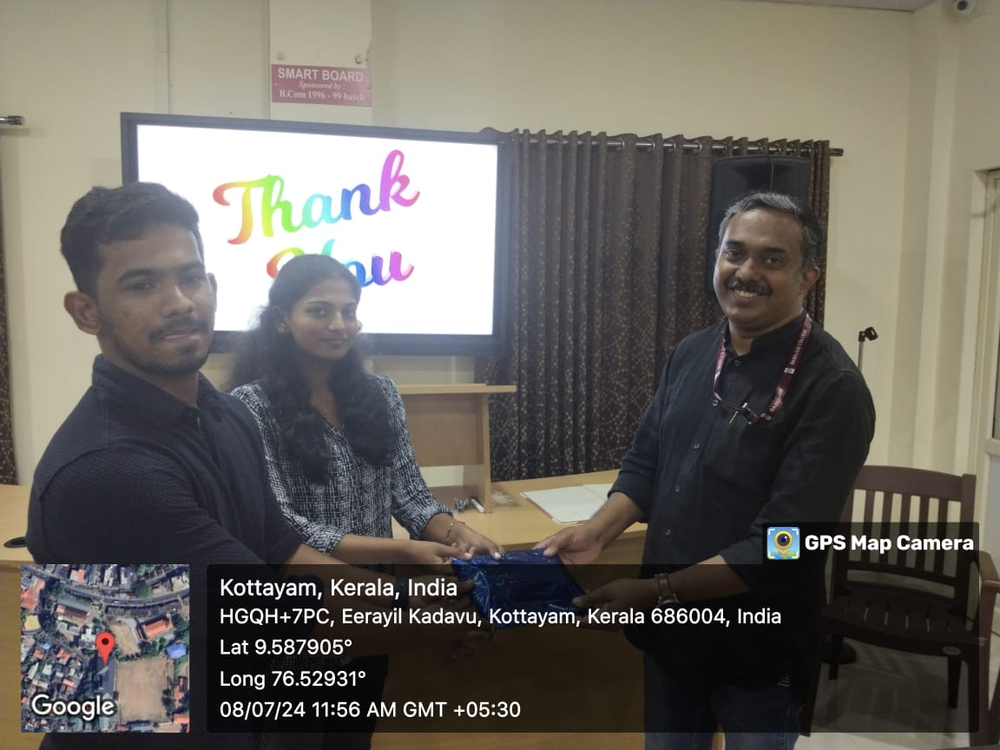 SMART BOARD
Sponsored by :
B.Com 1996 - 99 batch
Thank
You
GPS Map Camera
Kottayam, Kerala, India
HGQH+7PC, Eerayil Kadavu, Kottayam, Kerala 686004, India
Lat 9.587905°
Long 76.52931°
08/07/24 11:56 AM GMT +05:30
Google